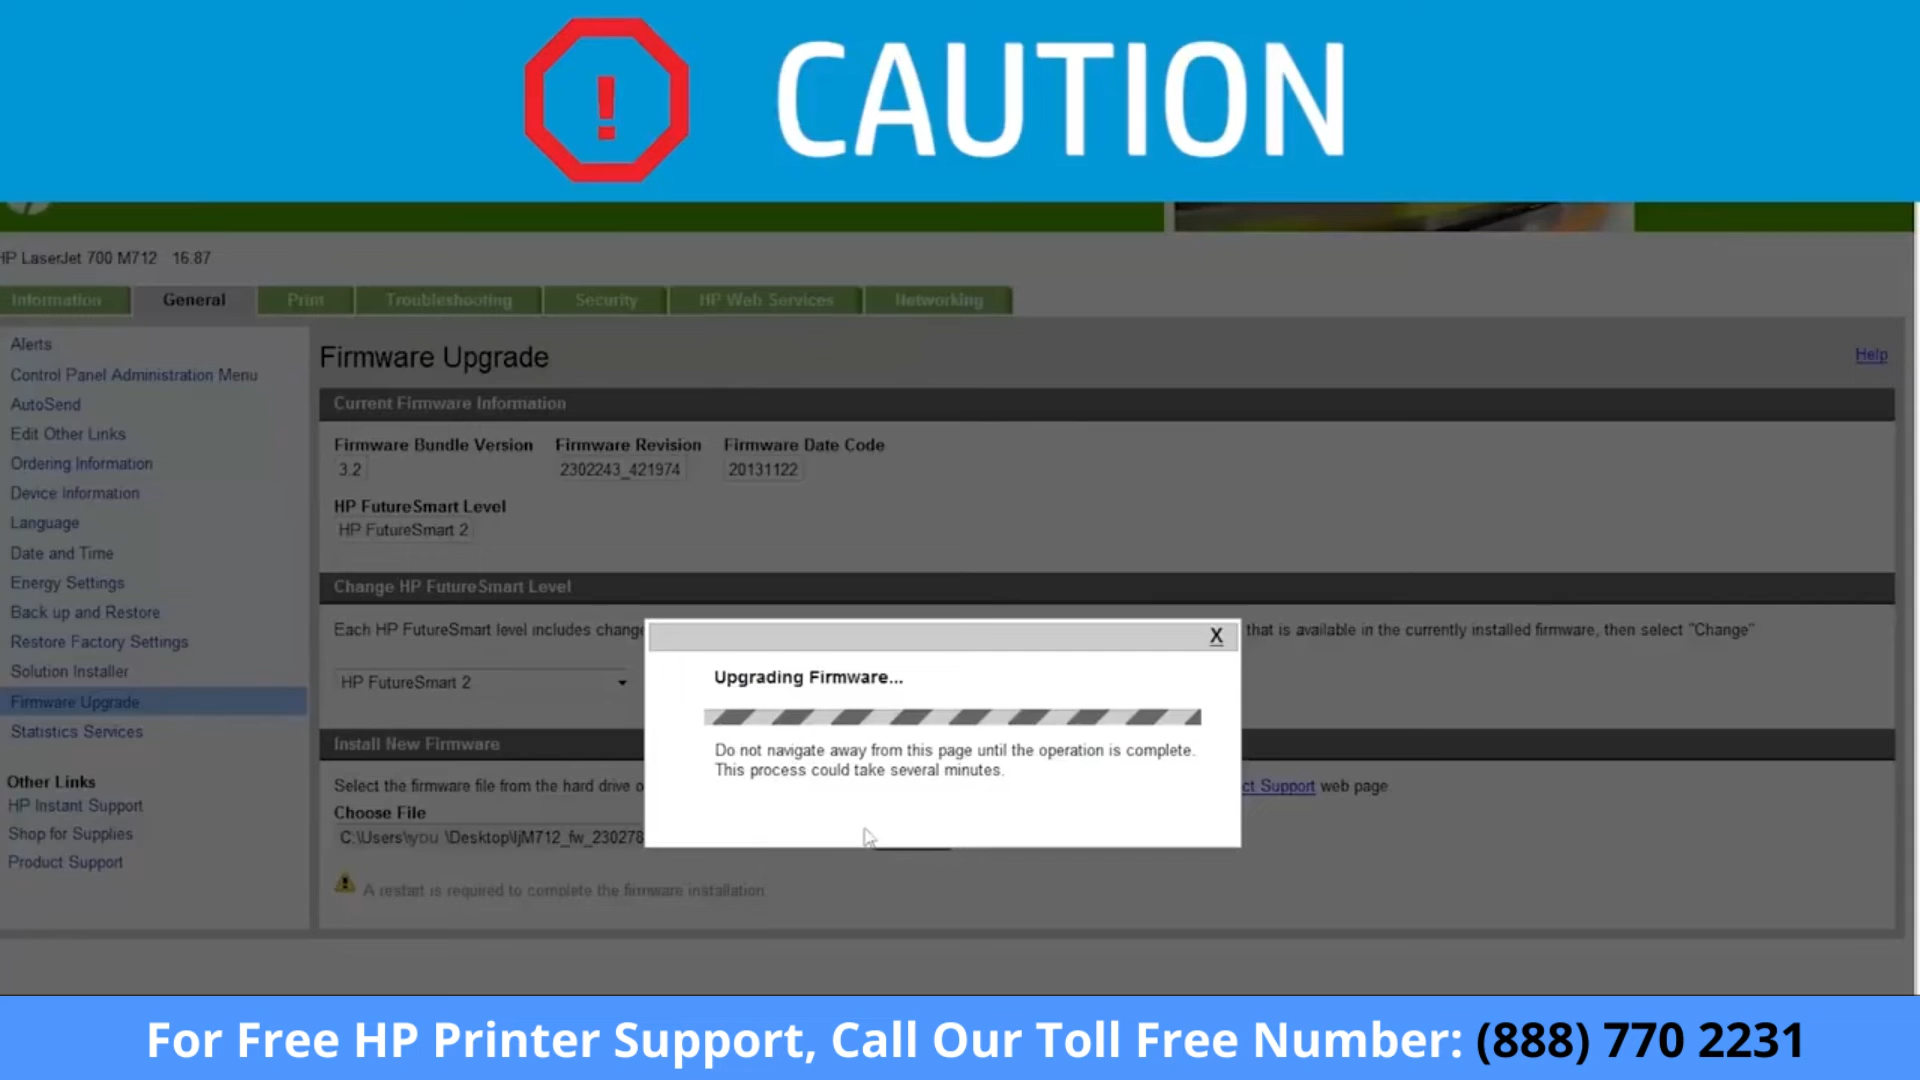 CAUTION
HP LaserJet 700 M712 16.87
Information General Print Troubleshooting Security HP Web Services Networking
Alerts
Control Panel Administration Menu
AutoSend
Edit Other Links
Ordering Information
Device Information
Language
Date and Time
Energy Settings
Back up and Restore
Restore Factory Settings
Solution Installer
Firmware Upgrade
Statistics Services
Other Links
HP Instant Support
Shop for Supplies
Product Support
Firmware Upgrade
Help
Current Firmware Information
Firmware Bundle Version Firmware Revision Firmware Date Code
3.2 2302243_421974 20131122
HP FutureSmart Level
HP FutureSmart 2
Change HP FutureSmart Level
Each HP FutureSmart level includes that is available in the currently installed firmware, then select "Change"
HP FutureSmart 2
Install New Firmware
Select the firmware file from the hard drive Support web page
Choose File
C:\Users\you \Desktop\ljM712_fw_230278
A restart is required to complete the firmware installation
X
Upgrading Firmware...
Do not navigate away from this page until the operation is complete.
This process could take several minutes.
For Free HP Printer Support, Call Our Toll Free Number: (888) 770 2231